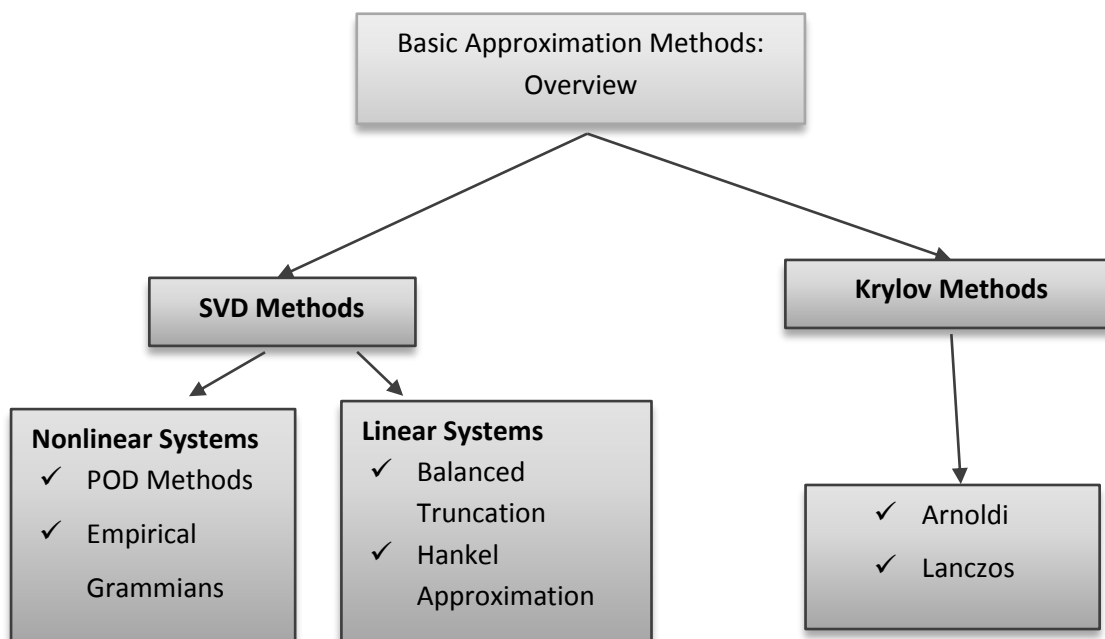 Basic Approximation Methods:
Overview
SVD Methods
Krylov Methods
Nonlinear Systems
✓ POD Methods
✓ Empirical
Grammians
Linear Systems
✓ Balanced
Truncation
✓ Hankel
Approximation
✓ Arnoldi
✓ Lanczos